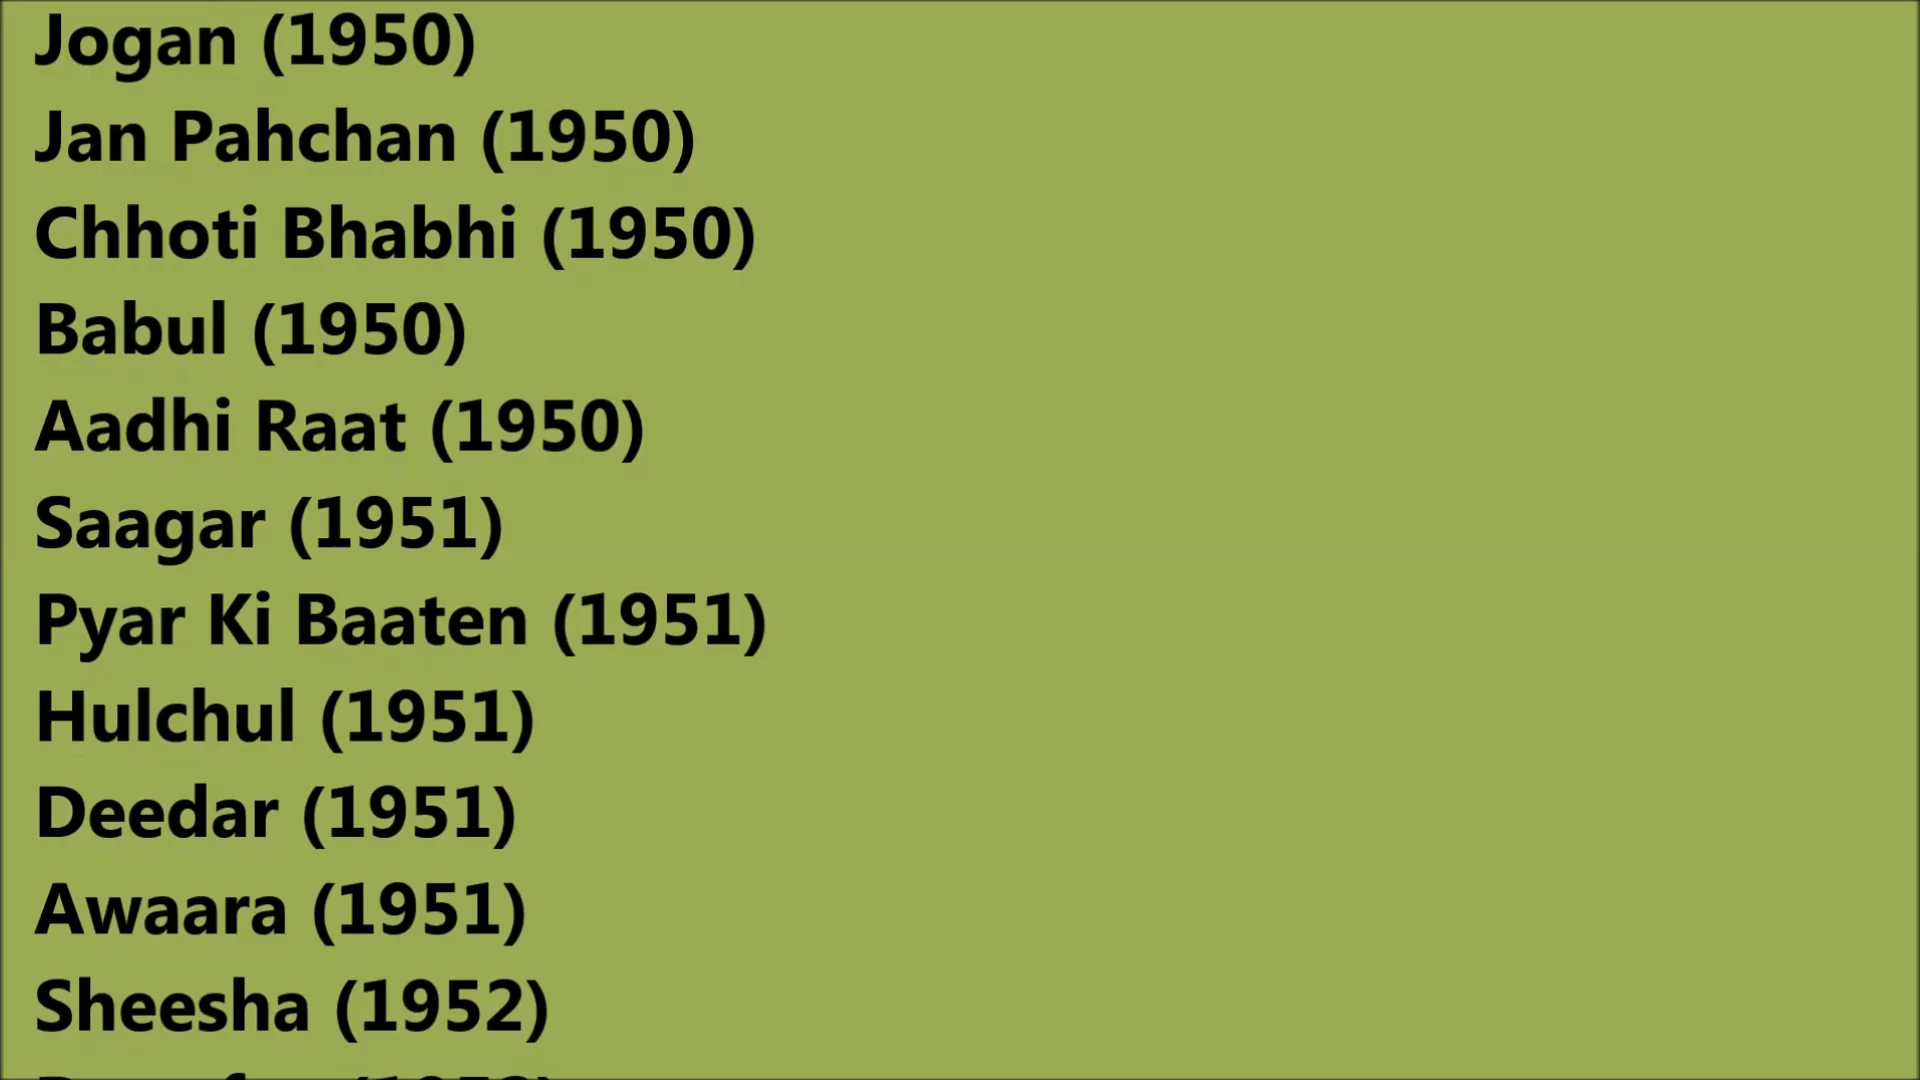 Jogan (1950)
Jan Pahchan (1950)
Chhoti Bhabhi (1950)
Babul (1950)
Aadhi Raat (1950)
Saagar (1951)
Pyar Ki Baaten (1951)
Hulchul (1951)
Deedar (1951)
Awaara (1951)
Sheesha (1952)